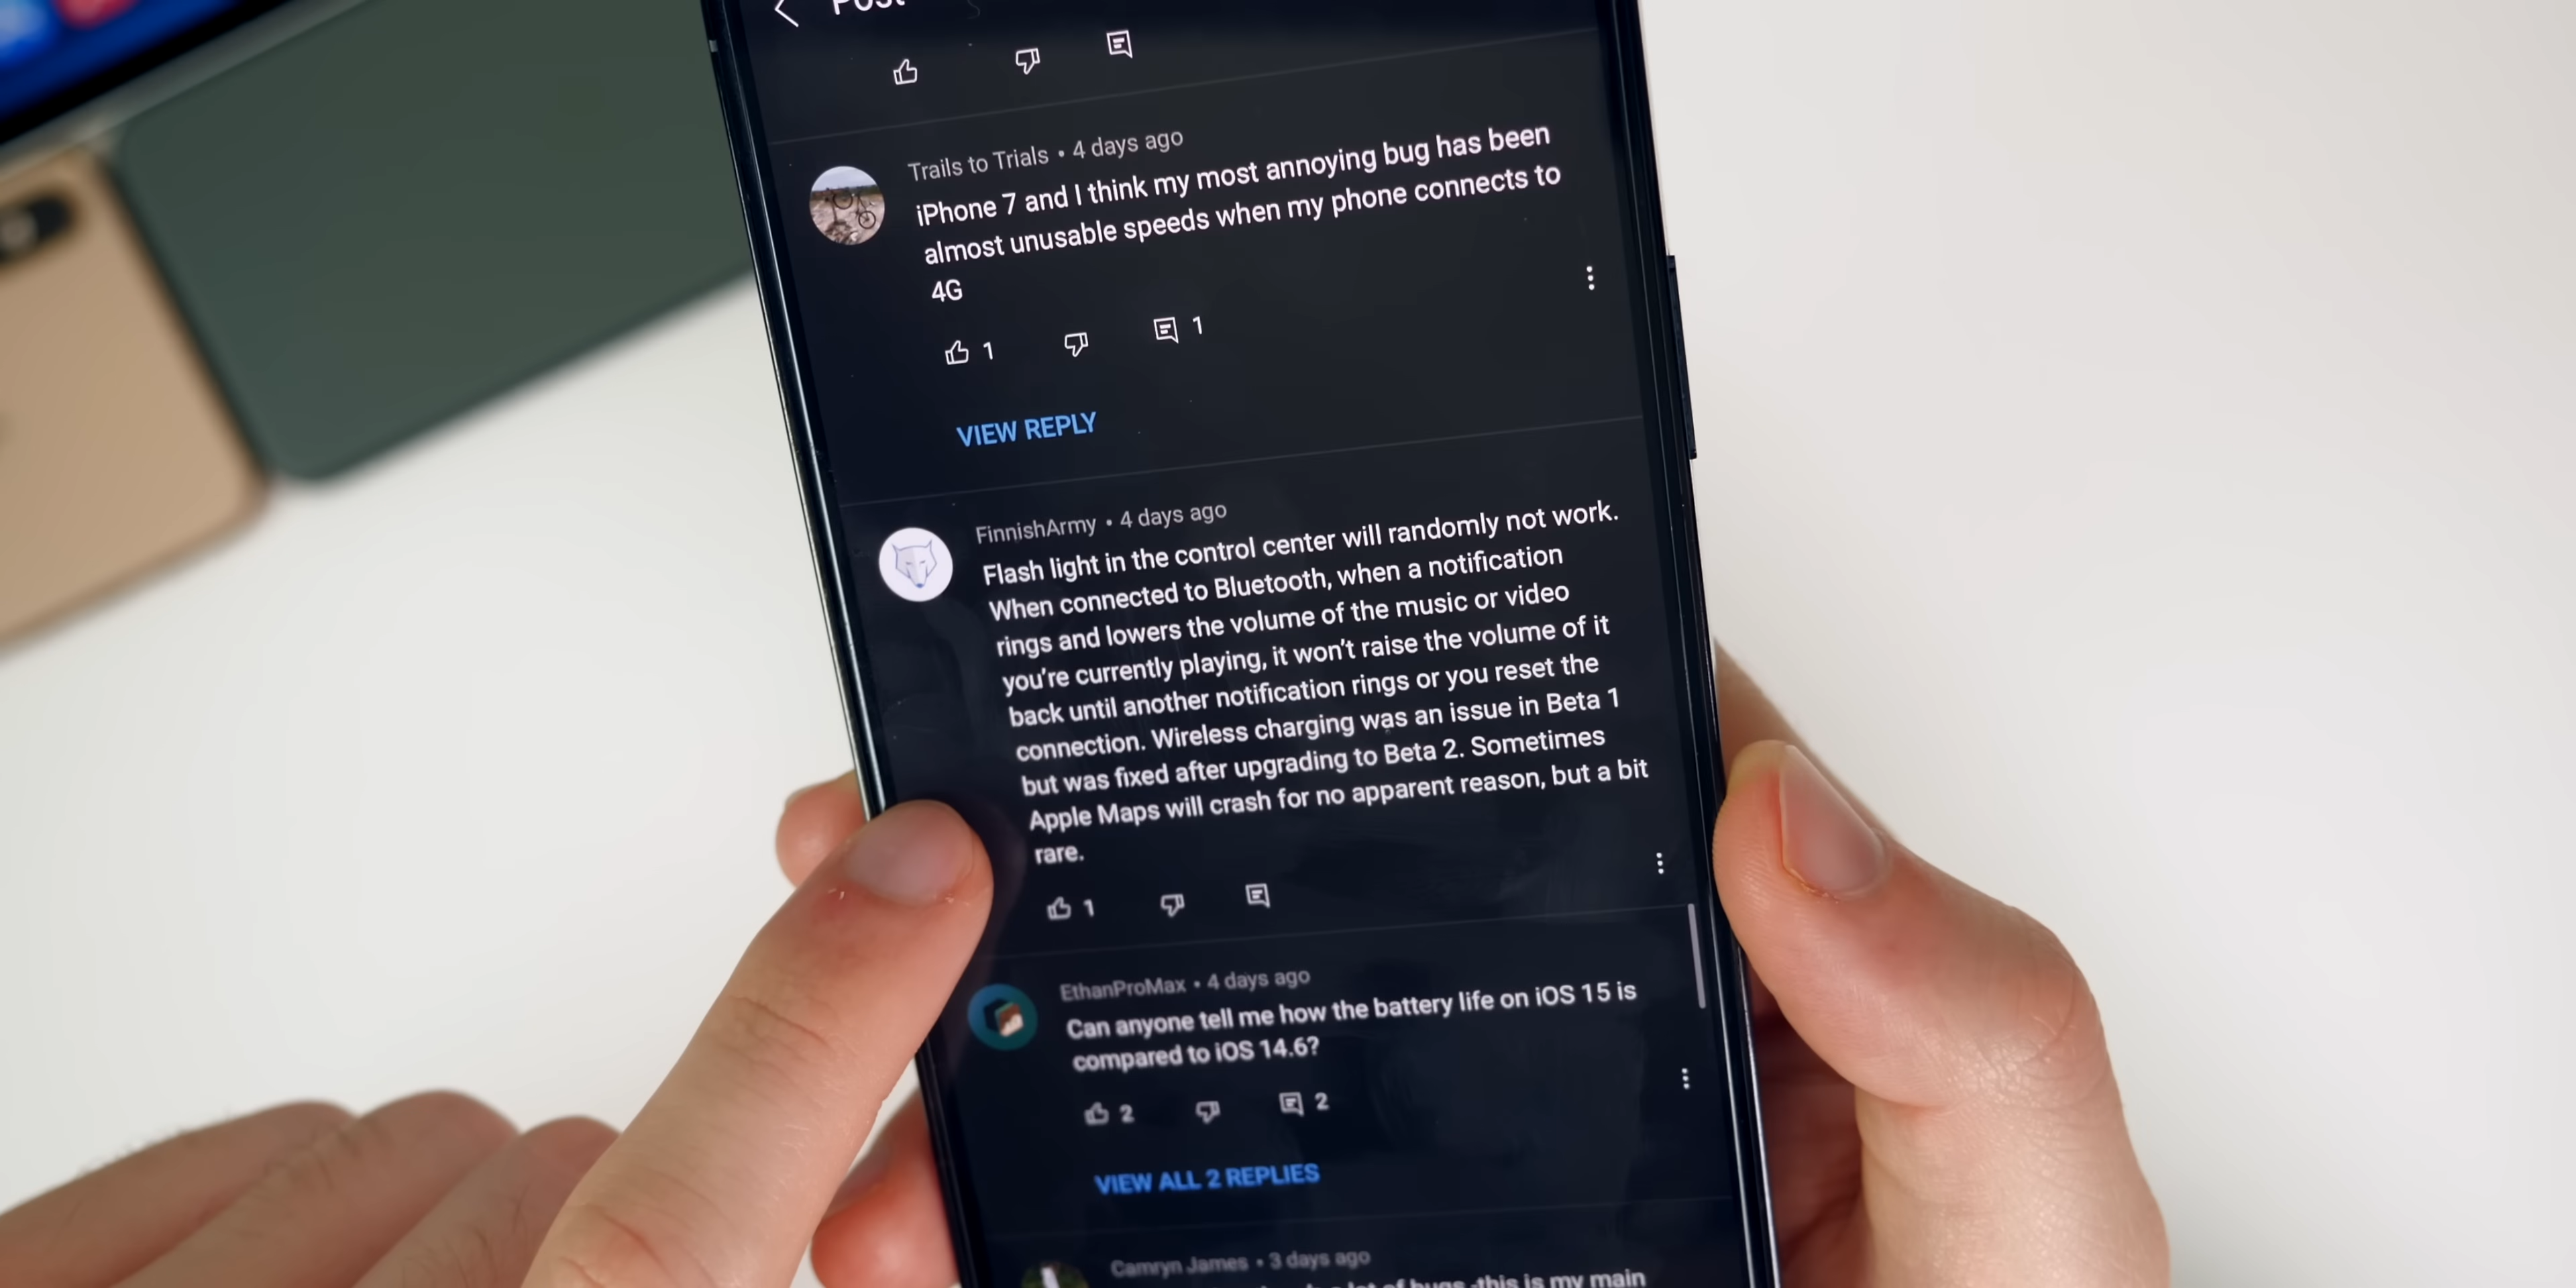 Post
Trails to Trials • 4 days ago
iPhone 7 and I think my most annoying bug has been
almost unusable speeds when my phone connects to
4G
1 1
VIEW REPLY
FinnishArmy • 4 days ago
Flash light in the control center will randomly not work.
When connected to Bluetooth, when a notification
rings and lowers the volume of the music or video
you're currently playing, it won't raise the volume of it
back until another notification rings or you reset the
connection. Wireless charging was an issue in Beta 1
but was fixed after upgrading to Beta 2. Sometimes
Apple Maps will crash for no apparent reason, but a bit
rare.
1
EthanProMax • 4 days ago
Can anyone tell me how the battery life on iOS 15 is
compared to iOS 14.6?
2 2
VIEW ALL 2 REPLIES
Camryn James • 3 days ago
of bugs this is my main